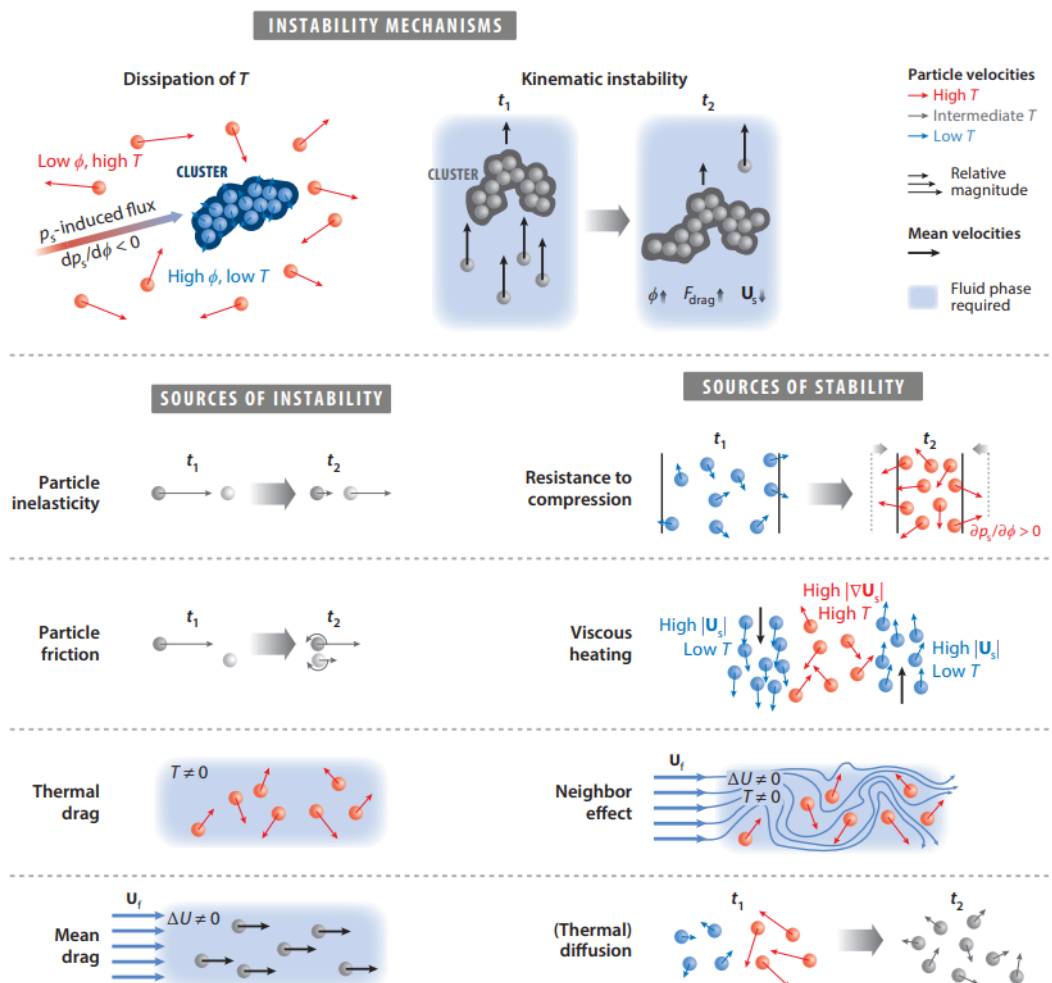 INSTABILITY MECHANISMS
Dissipation of T
Low ϕ, high T
CLUSTER
pₛ-induced flux
dpₛ/dϕ < 0
High ϕ, low T
Kinematic instability
t₁
t₂
CLUSTER
ϕ↑ F_drag↑ Uₛ↓
Particle velocities
High T
Intermediate T
Low T
Relative
magnitude
Mean velocities
Fluid phase
required
SOURCES OF INSTABILITY
Particle
inelasticity
t₁
t₂
Particle
friction
t₁
t₂
Thermal
drag
T ≠ 0
Mean
drag
U_f
ΔU ≠ 0
SOURCES OF STABILITY
Resistance to
compression
t₁
t₂
∂pₛ/∂ϕ > 0
Viscous
heating
High |Uₛ|
Low T
High |∇Uₛ|
High T
High |Uₛ|
Low T
Neighbor
effect
U_f
ΔU ≠ 0
T ≠ 0
(Thermal)
diffusion
t₁
t₂